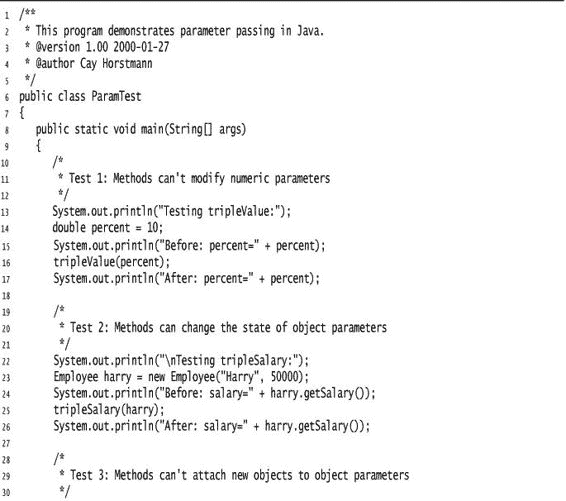 1 /**
2  * This program demonstrates parameter passing in Java.
3  * @version 1.00 2000-01-27
4  * @author Cay Horstmann
5  */
6 public class ParamTest
7 {
8    public static void main(String[] args)
9    {
10      /*
11       * Test 1: Methods can't modify numeric parameters
12       */
13      System.out.println("Testing tripleValue:");
14      double percent = 10;
15      System.out.println("Before: percent=" + percent);
16      tripleValue(percent);
17      System.out.println("After: percent=" + percent);
18
19      /*
20       * Test 2: Methods can change the state of object parameters
21       */
22      System.out.println("\nTesting tripleSalary:");
23      Employee harry = new Employee("Harry", 50000);
24      System.out.println("Before: salary=" + harry.getSalary());
25      tripleSalary(harry);
26      System.out.println("After: salary=" + harry.getSalary());
27
28      /*
29       * Test 3: Methods can't attach new objects to object parameters
30       */